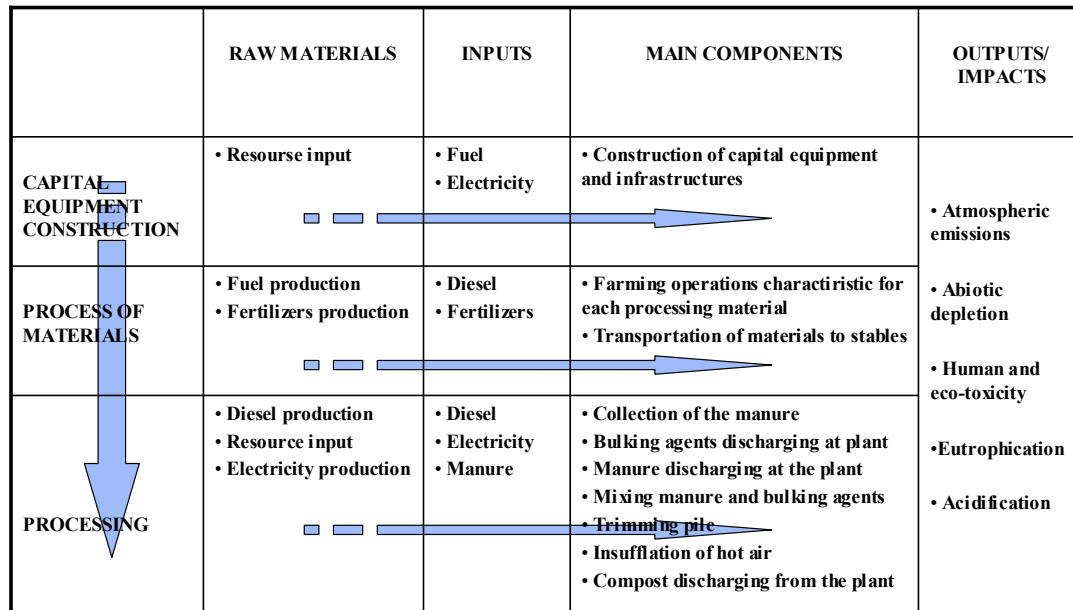 RAW MATERIALS
INPUTS
MAIN COMPONENTS
OUTPUTS/
IMPACTS
CAPITAL
EQUIPMENT
CONSTRUCTION
• Resourse input
• Fuel
• Electricity
• Construction of capital equipment
and infrastructures
PROCESS OF
MATERIALS
• Fuel production
• Fertilizers production
• Diesel
• Fertilizers
• Farming operations charactiristic for
each processing material
• Transportation of materials to stables
PROCESSING
• Diesel production
• Resource input
• Electricity production
• Diesel
• Electricity
• Manure
• Collection of the manure
• Bulking agents discharging at plant
• Manure discharging at the plant
• Mixing manure and bulking agents
• Trimming pile
• Insufflation of hot air
• Compost discharging from the plant
• Atmospheric
emissions
• Abiotic
depletion
• Human and
eco-toxicity
•Eutrophication
• Acidification